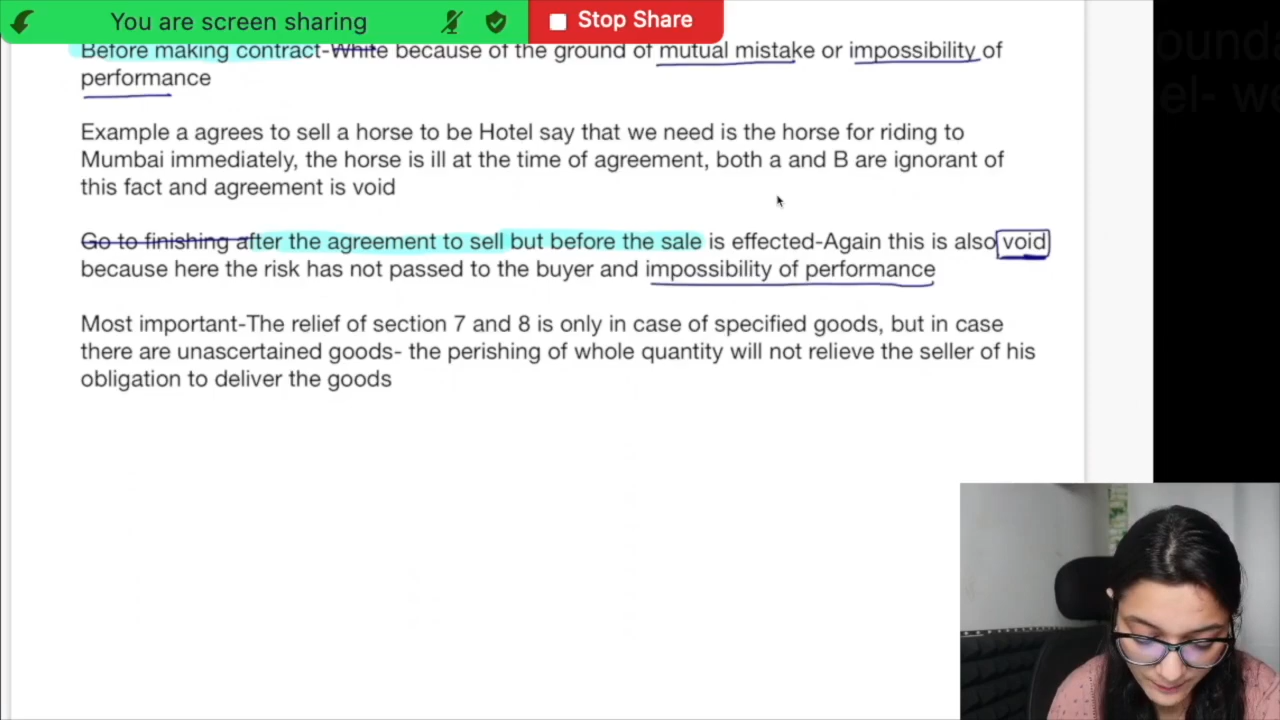 You are screen sharing
Stop Share
Before making contract-White because of the ground of mutual mistake or impossibility of
performance
Example a agrees to sell a horse to be Hotel say that we need is the horse for riding to
Mumbai immediately, the horse is ill at the time of agreement, both a and B are ignorant of
this fact and agreement is void
Go to finishing after the agreement to sell but before the sale is effected-Again this is also void
because here the risk has not passed to the buyer and impossibility of performance
Most important-The relief of section 7 and 8 is only in case of specified goods, but in case
there are unascertained goods- the perishing of whole quantity will not relieve the seller of his
obligation to deliver the goods